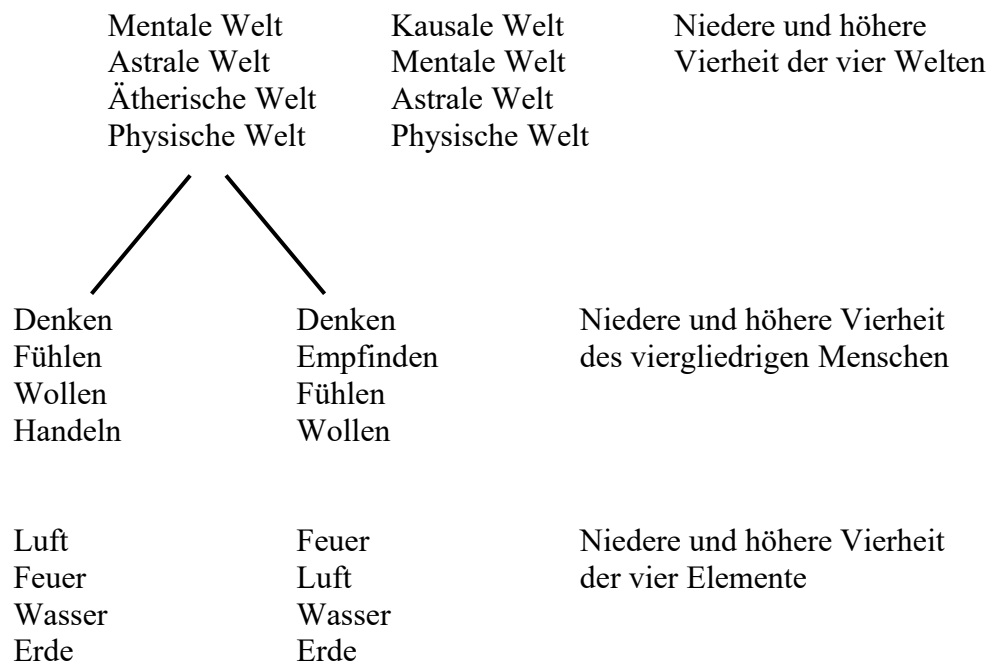 Mentale Welt Kausale Welt Niedere und höhere
Astrale Welt Mentale Welt Vierheit der vier Welten
Ätherische Welt Astrale Welt
Physische Welt Physische Welt
Denken Denken Niedere und höhere Vierheit
Fühlen Empfinden des viergliedrigen Menschen
Wollen Fühlen
Handeln Wollen
Luft Feuer Niedere und höhere Vierheit
Feuer Luft der vier Elemente
Wasser Wasser
Erde Erde